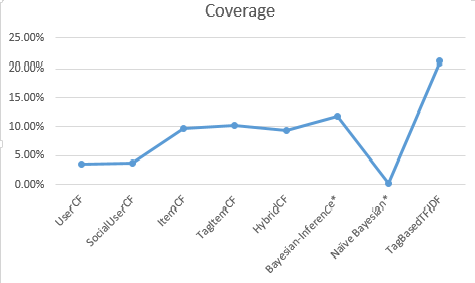 Coverage
25.00%
20.00%
15.00%
10.00%
5.00%
0.00%
UserCF
SocialUserCF
ItemCF
TagItemCF
HybridCF
Bayesian-Inference*
Naïve Bayesian*
TagBasedTFIDF